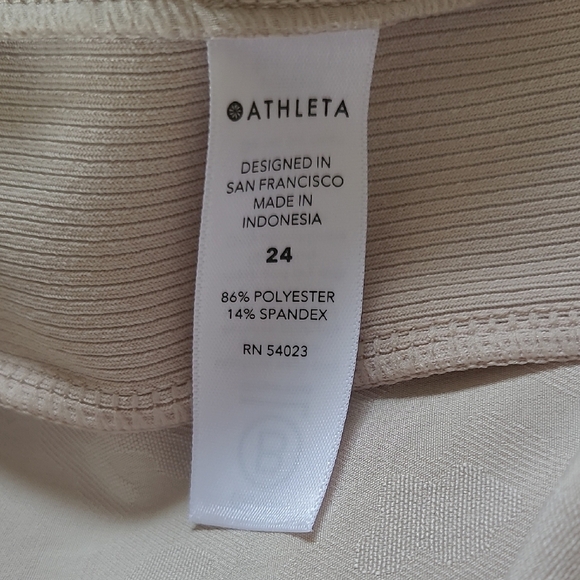 ATHLETA
DESIGNED IN
SAN FRANCISCO
MADE IN
INDONESIA
24
86% POLYESTER
14% SPANDEX
RN 54023